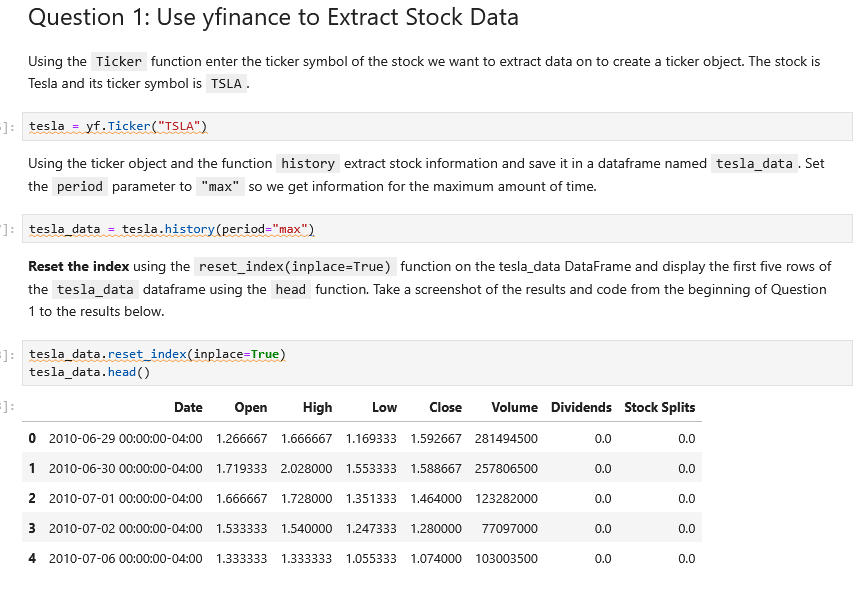 Question 1: Use yfinance to Extract Stock Data
Using the Ticker function enter the ticker symbol of the stock we want to extract data on to create a ticker object. The stock is
Tesla and its ticker symbol is TSLA .
]: tesla = yf.Ticker("TSLA")
Using the ticker object and the function history extract stock information and save it in a dataframe named tesla_data . Set
the period parameter to "max" so we get information for the maximum amount of time.
]: tesla_data = tesla.history(period="max")
Reset the index using the reset_index(inplace=True) function on the tesla_data DataFrame and display the first five rows of
the tesla_data dataframe using the head function. Take a screenshot of the results and code from the beginning of Question
1 to the results below.
]: tesla_data.reset_index(inplace=True)
tesla_data.head()
]: Date Open High Low Close Volume Dividends Stock Splits
0 2010-06-29 00:00:00-04:00 1.266667 1.666667 1.169333 1.592667 281494500 0.0 0.0
1 2010-06-30 00:00:00-04:00 1.719333 2.028000 1.553333 1.588667 257806500 0.0 0.0
2 2010-07-01 00:00:00-04:00 1.666667 1.728000 1.351333 1.464000 123282000 0.0 0.0
3 2010-07-02 00:00:00-04:00 1.533333 1.540000 1.247333 1.280000 77097000 0.0 0.0
4 2010-07-06 00:00:00-04:00 1.333333 1.333333 1.055333 1.074000 103003500 0.0 0.0